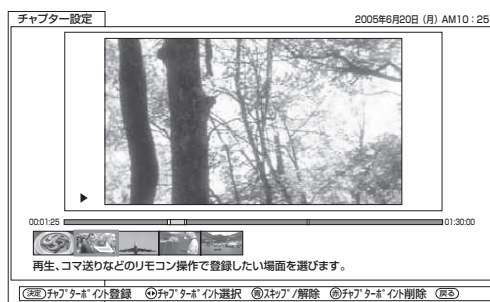 チャプター設定 2005年6月20日（月）AM10：25
00:01:25 01:30:00
再生、コマ送りなどのリモコン操作で登録したい場面を選びます。
決定 ﾁｬﾌﾟﾀｰﾎﾟｲﾝﾄ登録 ﾁｬﾌﾟﾀｰﾎﾟｲﾝﾄ選択 青 ｽｷｯﾌﾟ/解除 赤 ﾁｬﾌﾟﾀｰﾎﾟｲﾝﾄ削除 戻る